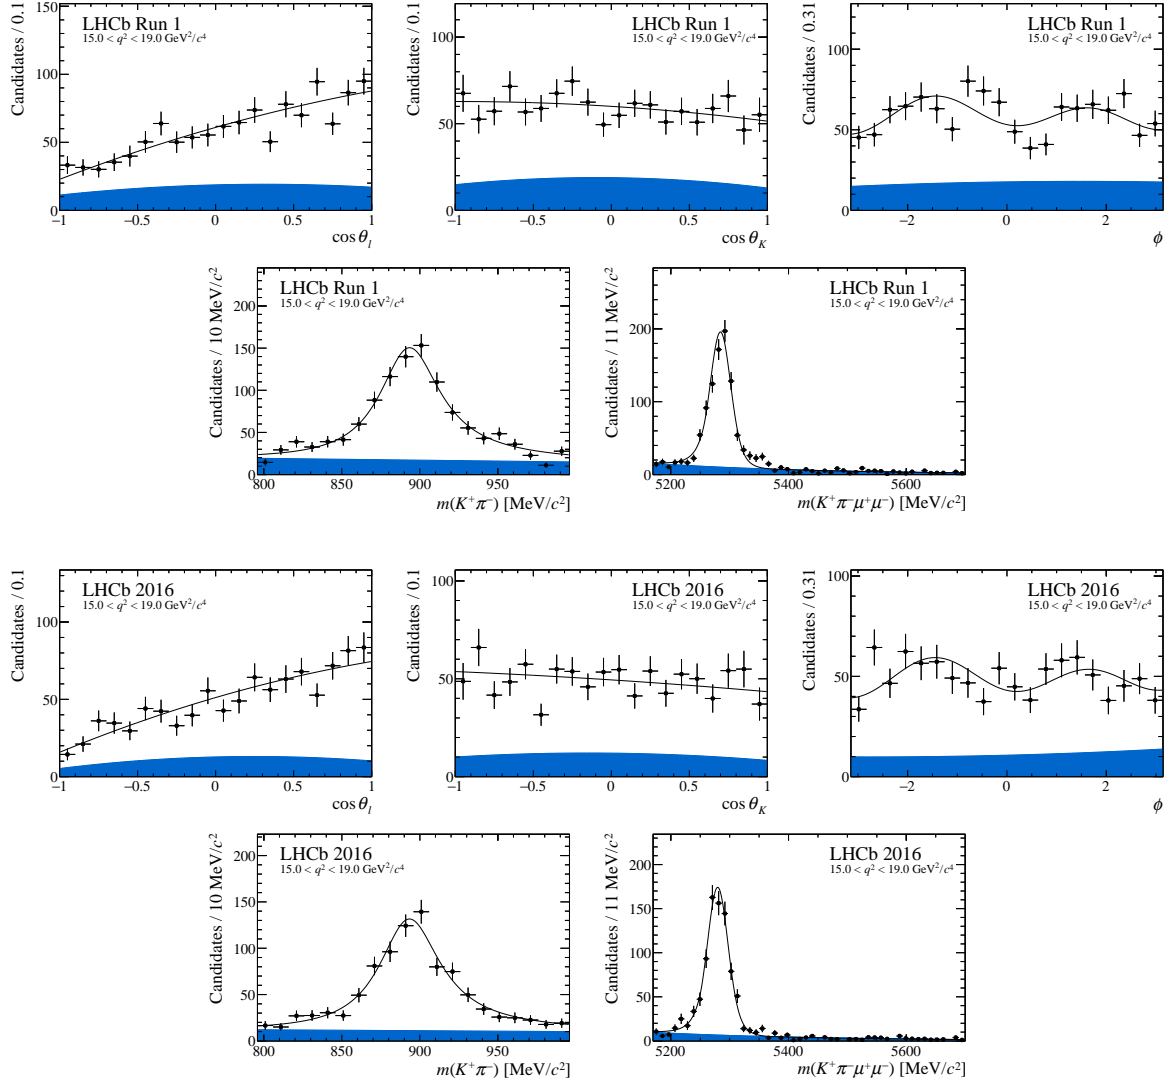 LHCb Run 1
15.0 < q² < 19.0 GeV²/c⁴
Candidates / 0.1
0
50
100
150
−1
−0.5
0
0.5
1
cos θ_l
LHCb Run 1
15.0 < q² < 19.0 GeV²/c⁴
Candidates / 0.1
0
50
100
−1
−0.5
0
0.5
1
cos θ_K
LHCb Run 1
15.0 < q² < 19.0 GeV²/c⁴
Candidates / 0.31
0
50
100
−2
0
2
ϕ
LHCb Run 1
15.0 < q² < 19.0 GeV²/c⁴
Candidates / 10 MeV/c²
0
50
100
150
200
800
850
900
950
m(K⁺π⁻) [MeV/c²]
LHCb Run 1
15.0 < q² < 19.0 GeV²/c⁴
Candidates / 11 MeV/c²
0
100
200
5200
5400
5600
m(K⁺π⁻μ⁺μ⁻) [MeV/c²]
LHCb 2016
15.0 < q² < 19.0 GeV²/c⁴
Candidates / 0.1
0
50
100
−1
−0.5
0
0.5
1
cos θ_l
LHCb 2016
15.0 < q² < 19.0 GeV²/c⁴
Candidates / 0.1
0
50
100
−1
−0.5
0
0.5
1
cos θ_K
LHCb 2016
15.0 < q² < 19.0 GeV²/c⁴
Candidates / 0.31
0
50
100
−2
0
2
ϕ
LHCb 2016
15.0 < q² < 19.0 GeV²/c⁴
Candidates / 10 MeV/c²
0
50
100
150
200
800
850
900
950
m(K⁺π⁻) [MeV/c²]
LHCb 2016
15.0 < q² < 19.0 GeV²/c⁴
Candidates / 11 MeV/c²
0
50
100
150
200
5200
5400
5600
m(K⁺π⁻μ⁺μ⁻) [MeV/c²]